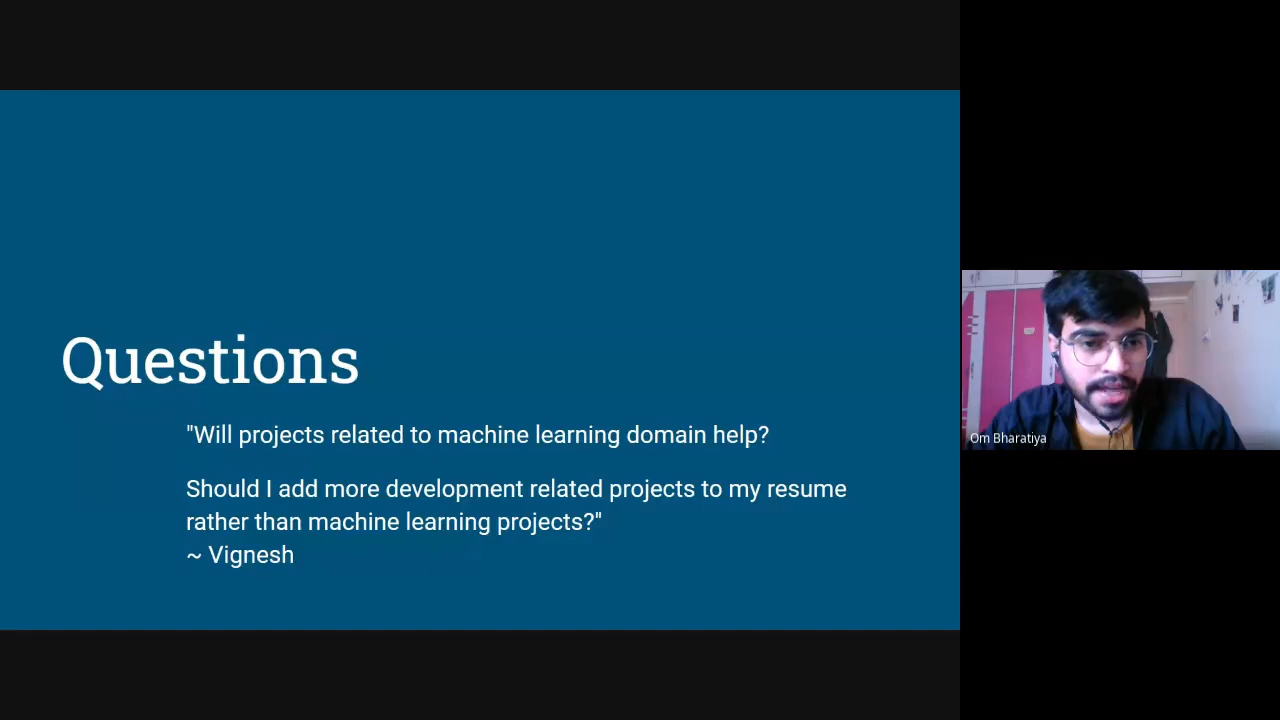 Questions
"Will projects related to machine learning domain help?
Should I add more development related projects to my resume
rather than machine learning projects?"
~ Vignesh
Om Bharatiya